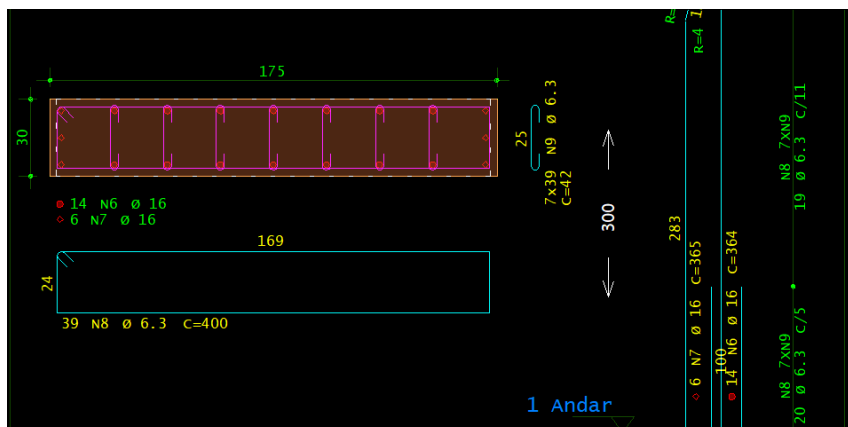 175
30
14 N6 Ø 16
6 N7 Ø 16
169
24
39 N8 Ø 6.3 C=400
25
7x39 N9 Ø 6.3
C=42
300
1 Andar
R=4
283
6 N7 Ø 16 C=365
100
14 N6 Ø 16 C=364
N8 7XN9
19 Ø 6.3 C/11
N8 7XN9
20 Ø 6.3 C/5